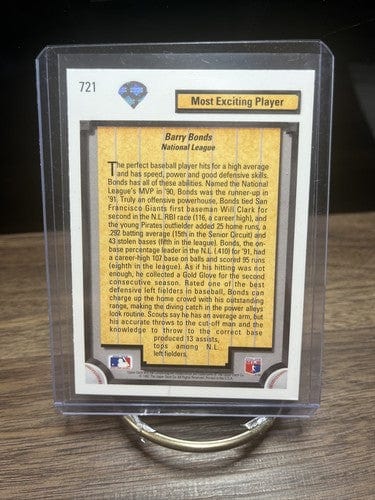 721
Most Exciting Player
Barry Bonds
National League
The perfect baseball player hits for a high average
and has speed, power and good defensive skills.
Bonds has all of these abilities. Named the National
League's MVP in '90, Bonds was the runner-up in
'91. Truly an offensive powerhouse, Bonds tied San
Francisco Giants first baseman Will Clark for
second in the N.L. RBI race (116, a career high), and
the young Pirates outfielder added 25 home runs, a
.292 batting average (15th in the Senior Circuit) and
43 stolen bases (fifth in the league). Bonds, the on-
base percentage leader in the N.L. (.410) for '91, had
a career-high 107 base on balls and scored 95 runs
(eighth in the league). As if his hitting was not
enough, he collected a Gold Glove for the second
consecutive season. Rated one of the best
defensive left fielders in baseball, Bonds can
charge up the home crowd with his outstanding
range, making the diving catch in the power alleys
look routine. Scouts say he has an average arm, but
his accurate throws to the cut-off man and the
knowledge to throw to the correct base
produced 13 assists,
tops among N.L.
left fielders.